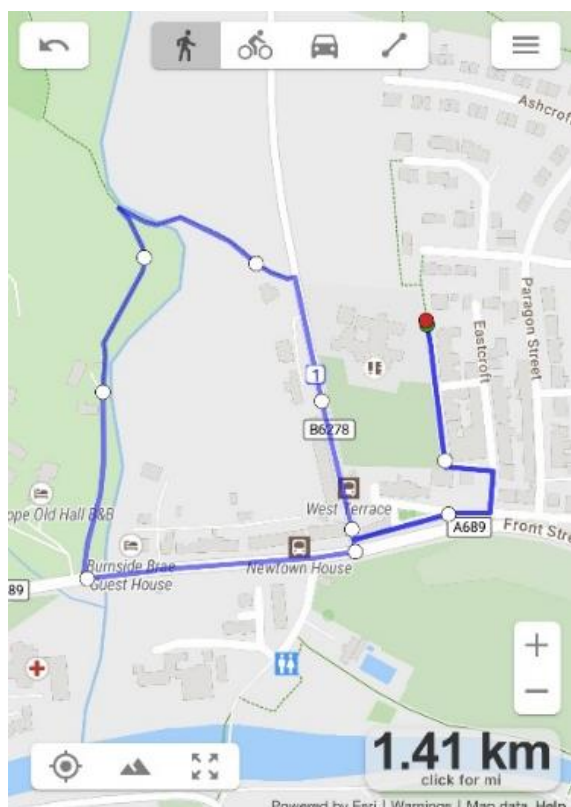 Ashcroft
Paragon Street
Eastcroft
1
B6278
West Terrace
ope Old Hall B&B
A689
Front Stre
Burnside Brae
Guest House
Newtown House
89
1.41 km
click for mi
Powered by Esri | Warnings | Map data, Help